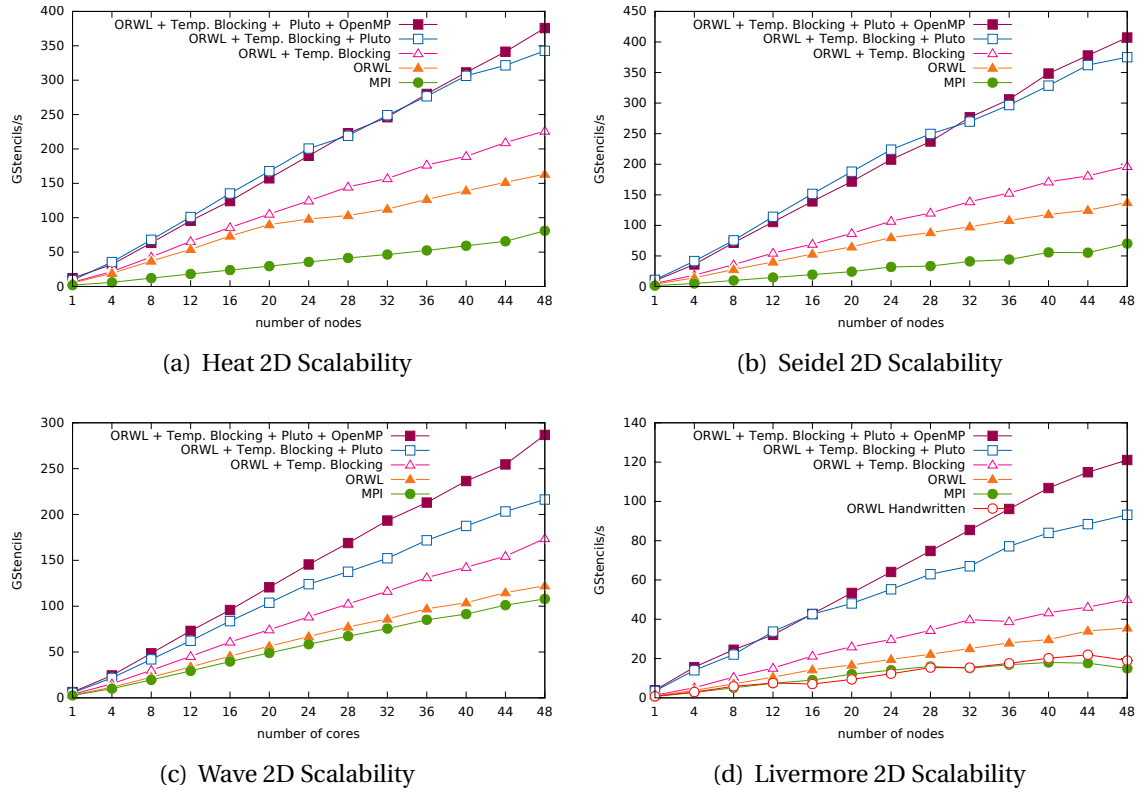 400
350
300
250
200
150
100
50
0
GStencils/s
ORWL + Temp. Blocking + Pluto + OpenMP
ORWL + Temp. Blocking + Pluto
ORWL + Temp. Blocking
ORWL
MPI
1 4 8 12 16 20 24 28 32 36 40 44 48
number of nodes
(a) Heat 2D Scalability
450
400
350
300
250
200
150
100
50
0
GStencils/s
ORWL + Temp. Blocking + Pluto + OpenMP
ORWL + Temp. Blocking + Pluto
ORWL + Temp. Blocking
ORWL
MPI
1 4 8 12 16 20 24 28 32 36 40 44 48
number of nodes
(b) Seidel 2D Scalability
300
250
200
150
100
50
0
GStencils/s
ORWL + Temp. Blocking + Pluto + OpenMP
ORWL + Temp. Blocking + Pluto
ORWL + Temp. Blocking
ORWL
MPI
1 4 8 12 16 20 24 28 32 36 40 44 48
number of cores
(c) Wave 2D Scalability
140
120
100
80
60
40
20
0
GStencils/s
ORWL + Temp. Blocking + Pluto + OpenMP
ORWL + Temp. Blocking + Pluto
ORWL + Temp. Blocking
ORWL
MPI
ORWL Handwritten
1 4 8 12 16 20 24 28 32 36 40 44 48
number of nodes
(d) Livermore 2D Scalability